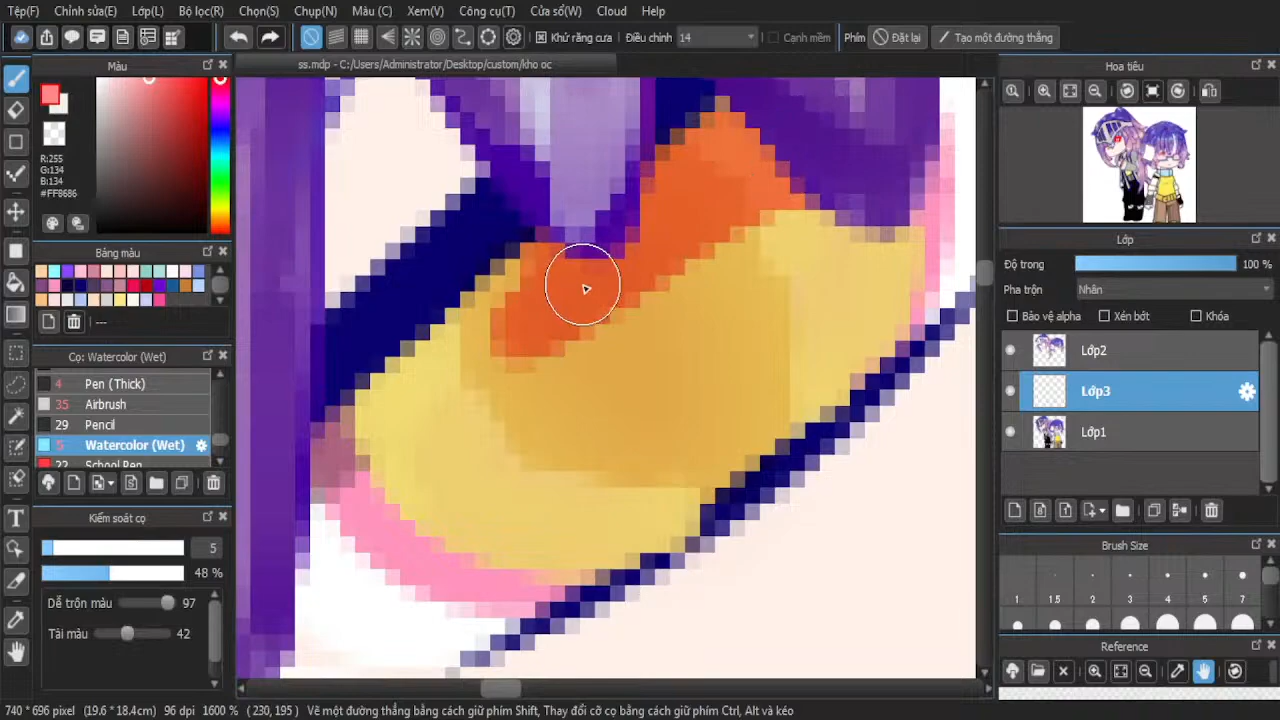 Tệp(F) Chỉnh sửa(E) Lớp(L) Bộ lọc(R) Chọn(S) Chụp(N) Màu (C) Xem(V) Công cụ(T) Cửa sổ(W) Cloud Help
Khử răng cưa Điều chỉnh 14 Cạnh mềm Phím Đặt lại Tạo một đường thẳng
ss.mdp - C:/Users/Administrator/Desktop/custom/kho oc
Màu
R:255
G:134
B:134
#FF8686
Bảng màu
---
Cọ: Watercolor (Wet)
4 Pen (Thick)
35 Airbrush
29 Pencil
5 Watercolor (Wet)
22 School Pen
Kiểm soát cọ
5
48 %
Dễ trộn màu 97
Tải màu 42
Hoa tiêu
Lớp
Độ trong 100 %
Pha trộn Nhân
Bảo vệ alpha Xén bớt Khóa
Lớp2
Lớp3
Lớp1
Brush Size
1 1.5 2 3 4 5 7
Reference
740 * 696 pixel (19.6 * 18.4cm) 96 dpi 1600 % ( 230, 195 ) Vẽ một đường thẳng bằng cách giữ phím Shift, Thay đổi cỡ cọ bằng cách giữ phím Ctrl, Alt và kéo